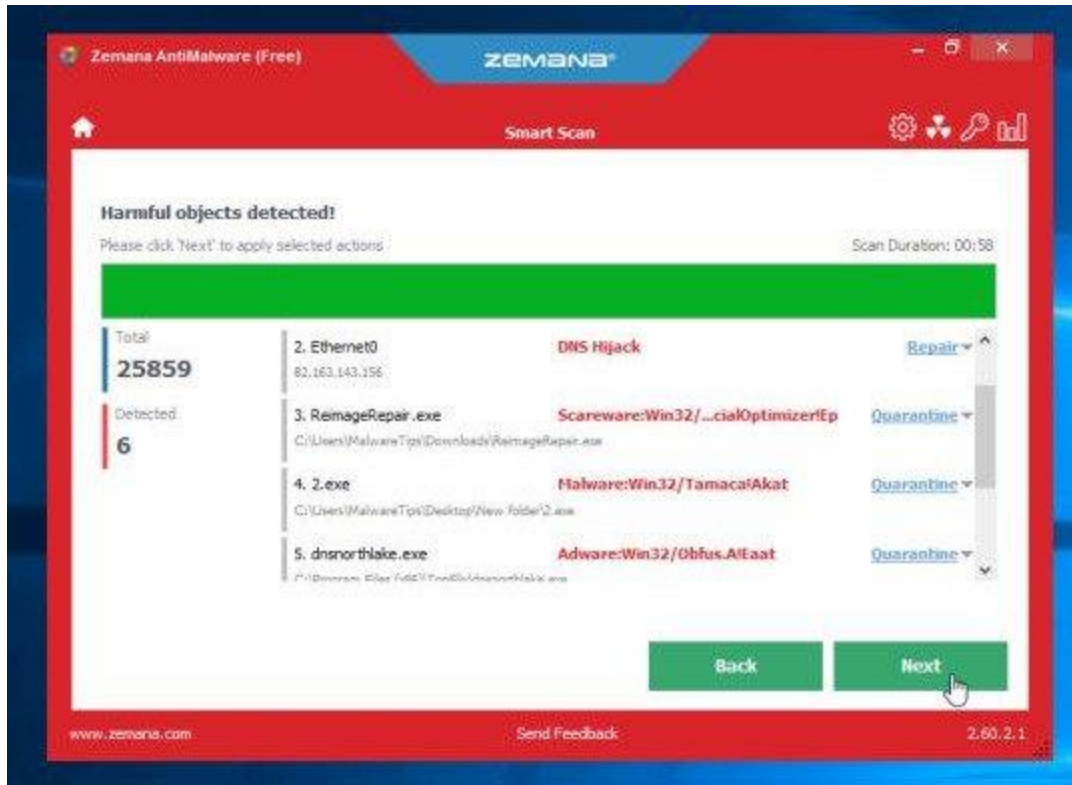 Zemana AntiMalware (Free)
ZEMANA
Smart Scan
Harmful objects detected!
Please click 'Next' to apply selected actions
Scan Duration: 00:58
Total
25859
Detected
6
2. Ethernet0 DNS Hijack Repair
82.163.143.156
3. ReimageRepair.exe Scareware:Win32/...cialOptimizer!Ep Quarantine
C:\Users\MalwareTips\Downloads\ReimageRepair.exe
4. 2.exe Malware:Win32/Tamaca!Akat Quarantine
C:\Users\MalwareTips\Desktop\New folder\2.exe
5. dnsnorthlake.exe Adware:Win32/Obfus.A!Eaat Quarantine
Back Next
www.zemana.com Send Feedback 2.60.2.1